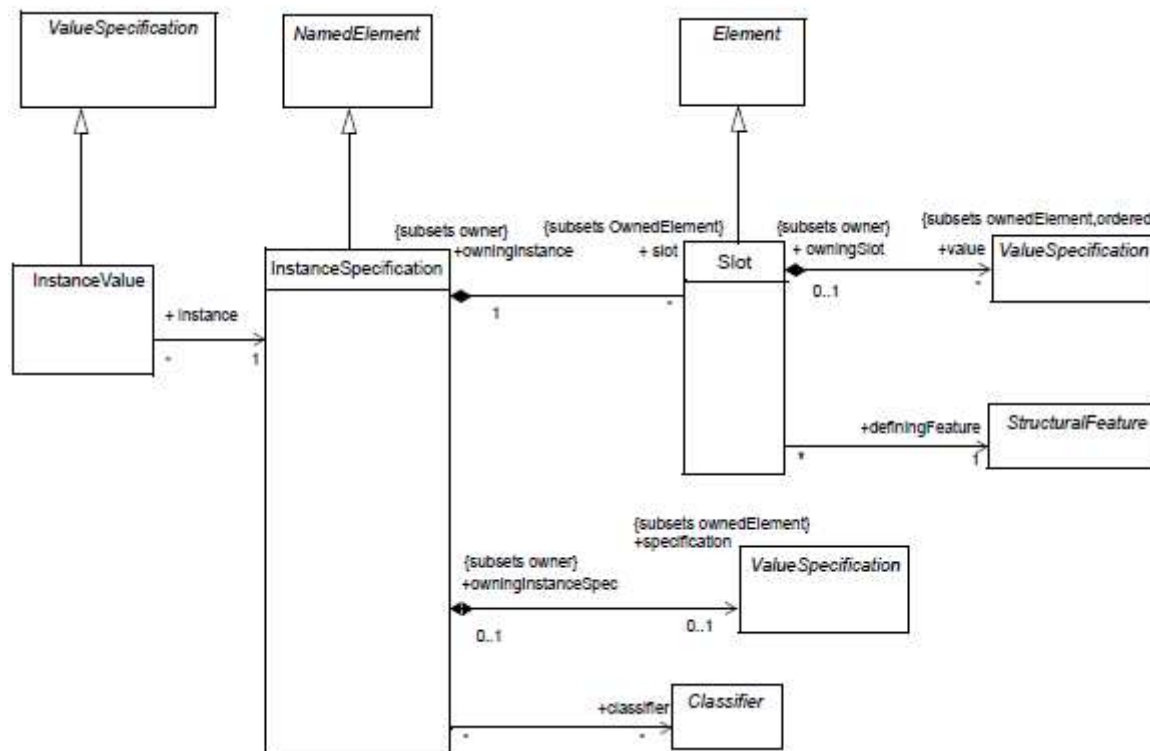 ValueSpecification
NamedElement
Element
{subsets owner}
+owningInstance
{subsets OwnedElement}
+ slot
{subsets owner}
+ owningSlot
{subsets ownedElement,ordered
+value
InstanceValue
InstanceSpecification
Slot
ValueSpecification
0..1
*
+ instance
*
1
1
*
+definingFeature
StructuralFeature
*
1
{subsets ownedElement}
+specification
{subsets owner}
+owningInstanceSpec
ValueSpecification
0..1
0..1
+classifier
Classifier
*
*